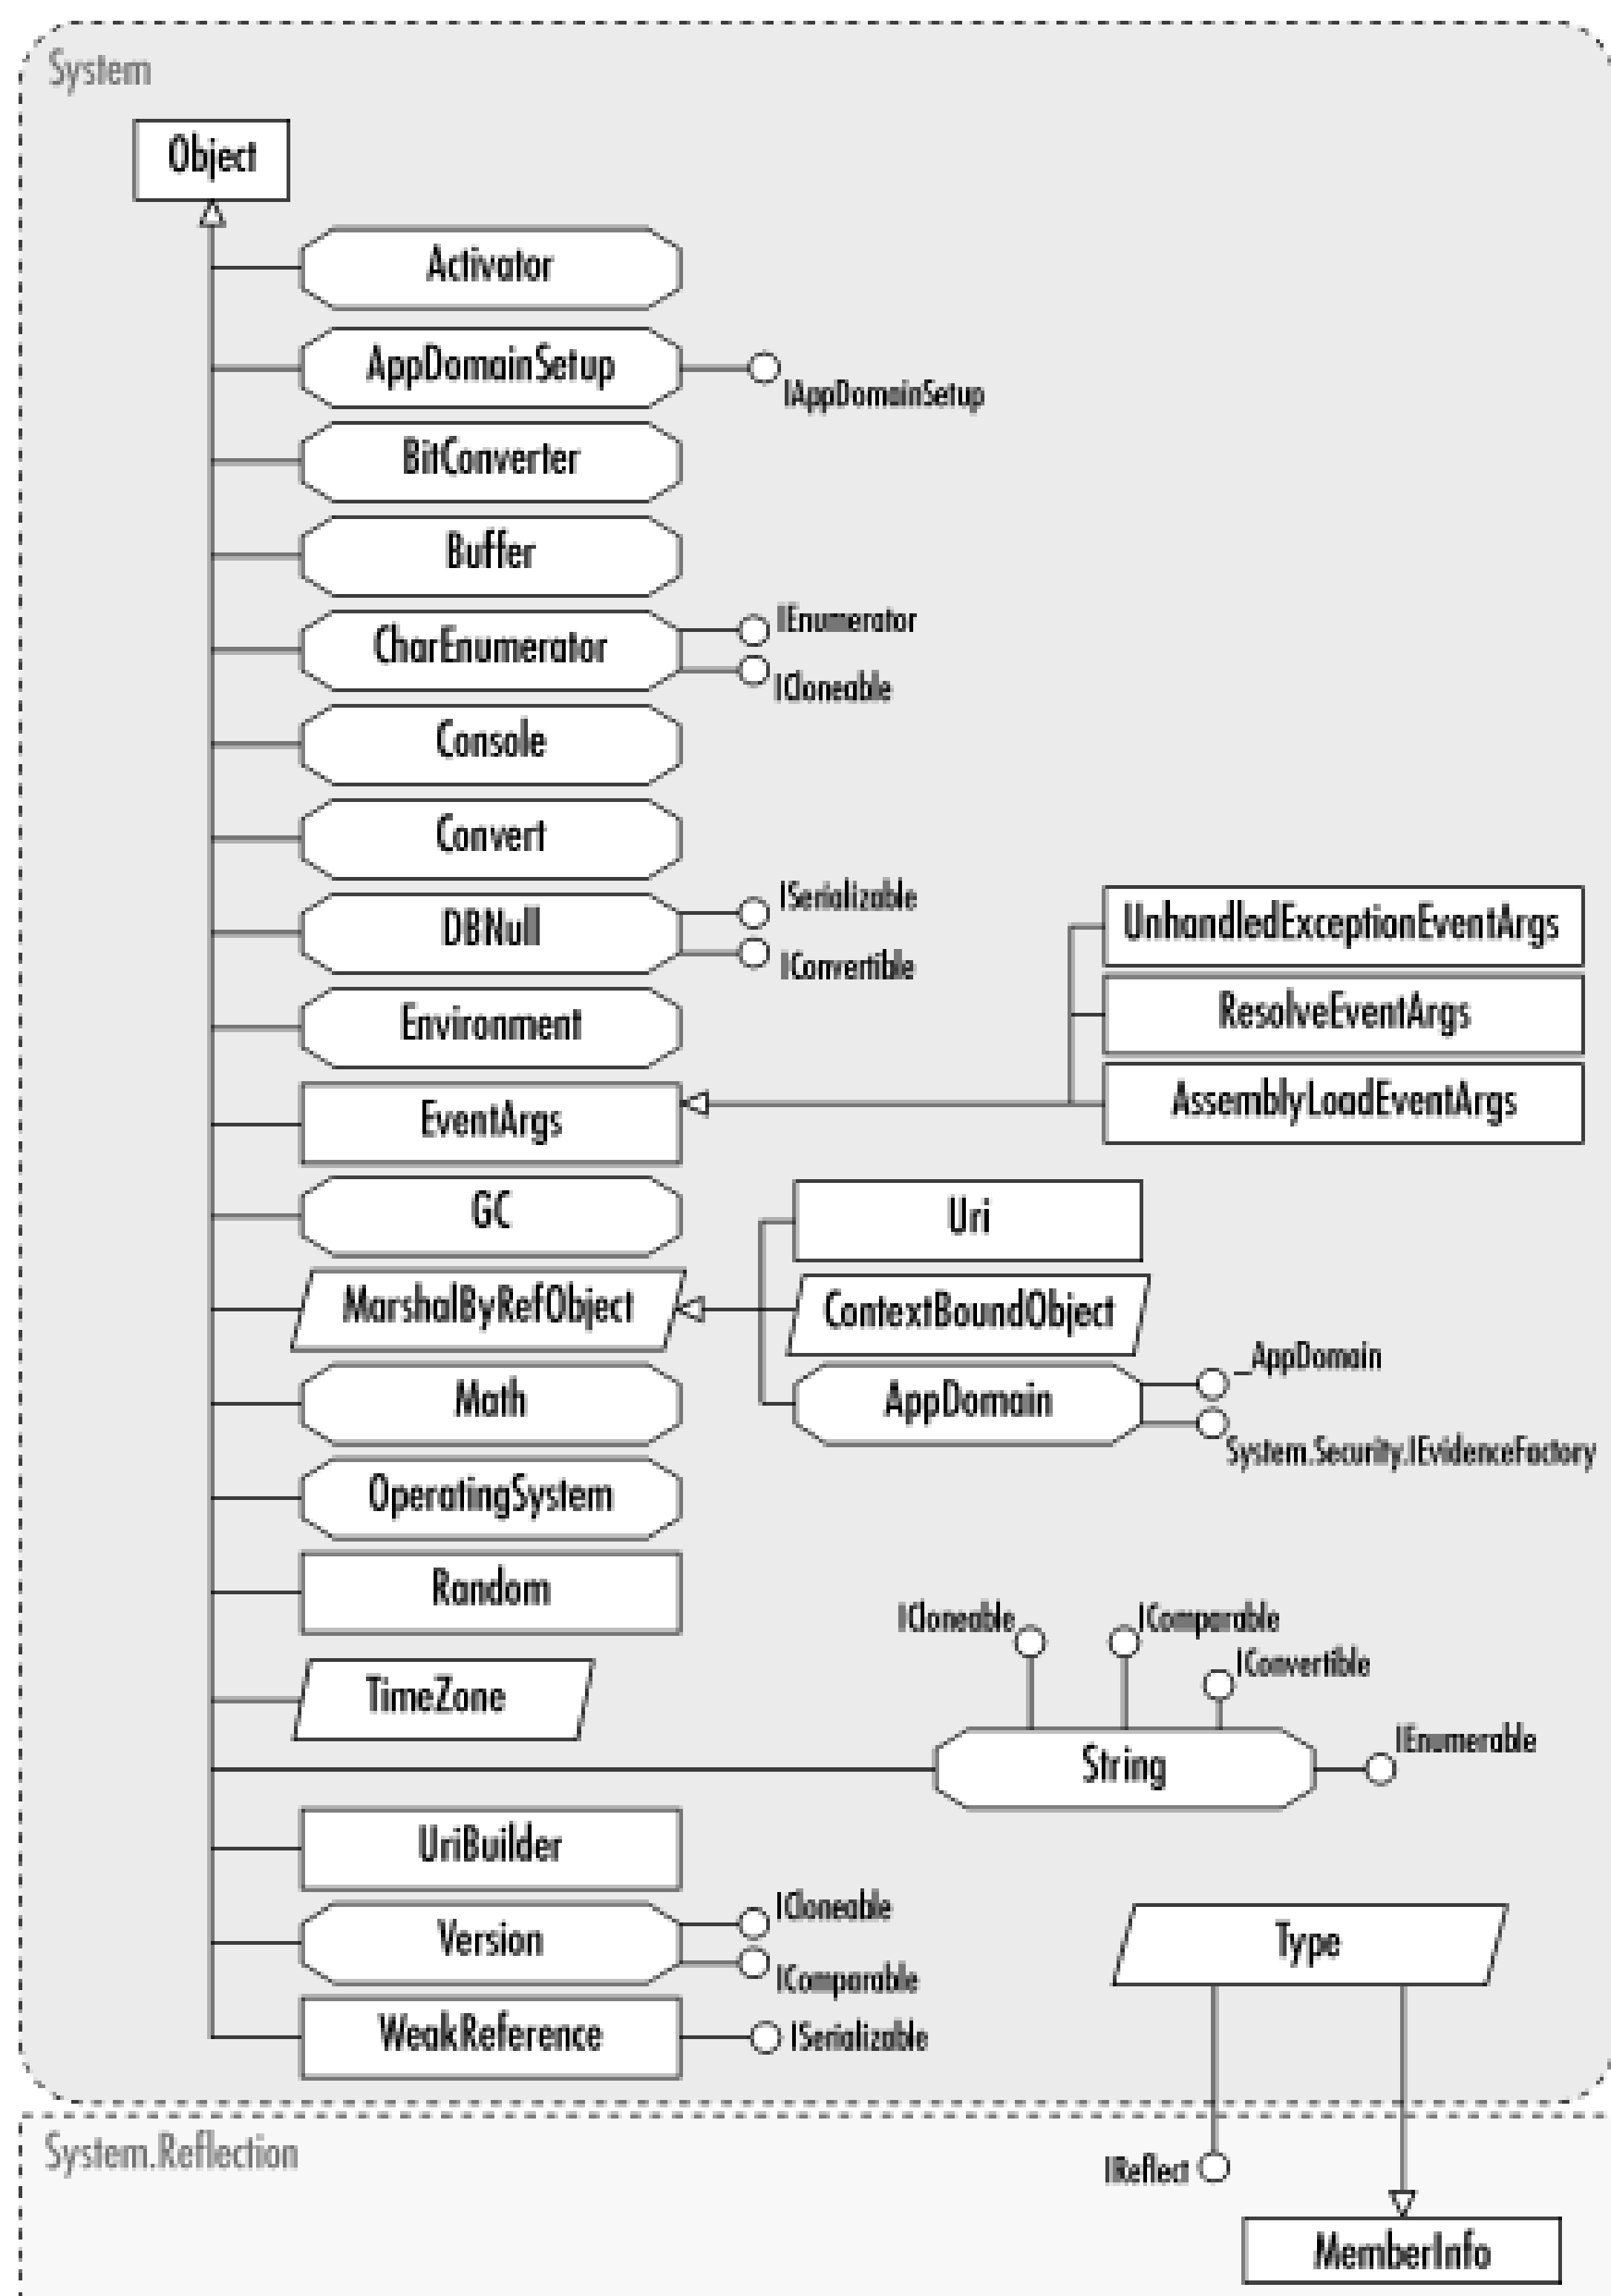 System
Object
Activator
AppDomainSetup
IAppDomainSetup
BitConverter
Buffer
IEnumerator
CharEnumerator
ICloneable
Console
Convert
ISerializable
DBNull
IConvertible
UnhandledExceptionEventArgs
Environment
ResolveEventArgs
EventArgs
AssemblyLoadEventArgs
GC
Uri
MarshalByRefObject
ContextBoundObject
_AppDomain
Math
AppDomain
System.Security.IEvidenceFactory
OperatingSystem
Random
ICloneable
IComparable
IConvertible
TimeZone
String
IEnumerable
UriBuilder
ICloneable
Version
IComparable
Type
WeakReference
ISerializable
System.Reflection
IReflect
MemberInfo